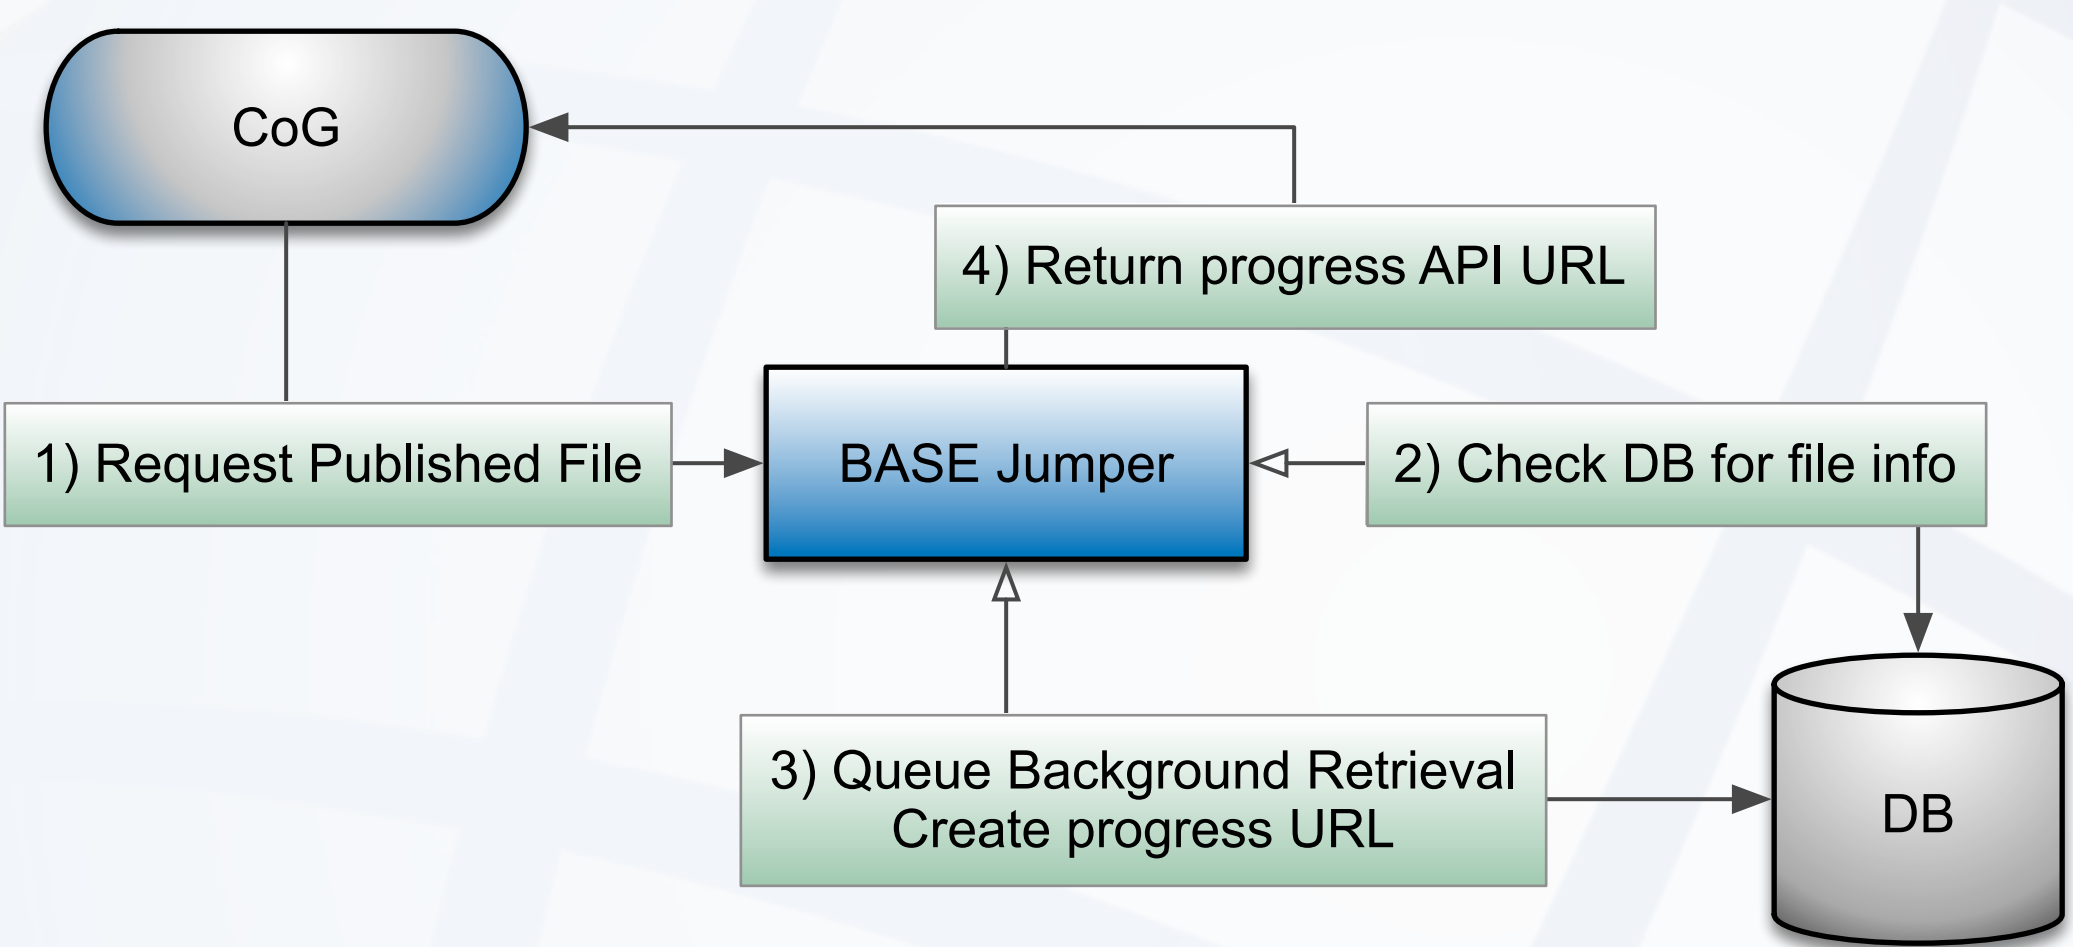 CoG
4) Return progress API URL
1) Request Published File
BASE Jumper
2) Check DB for file info
3) Queue Background Retrieval
Create progress URL
DB